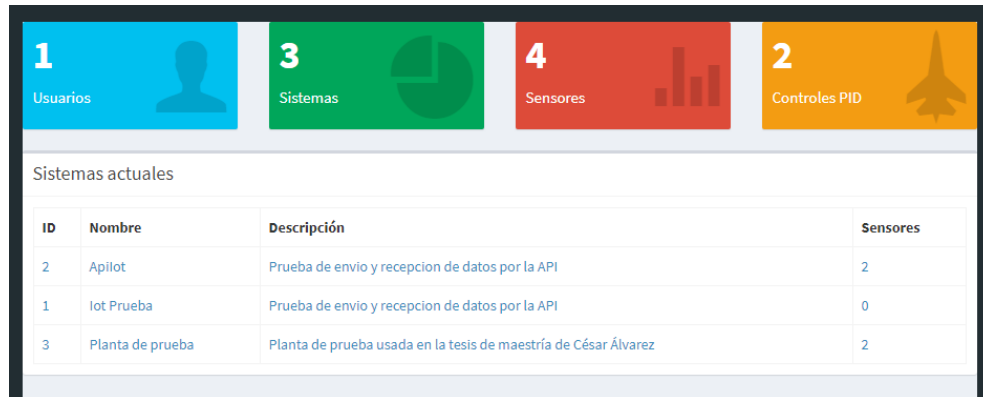 1
Usuarios
3
Sistemas
4
Sensores
2
Controles PID
Sistemas actuales
ID Nombre Descripción Sensores
2 ApiIot Prueba de envio y recepcion de datos por la API 2
1 Iot Prueba Prueba de envio y recepcion de datos por la API 0
3 Planta de prueba Planta de prueba usada en la tesis de maestría de César Álvarez 2